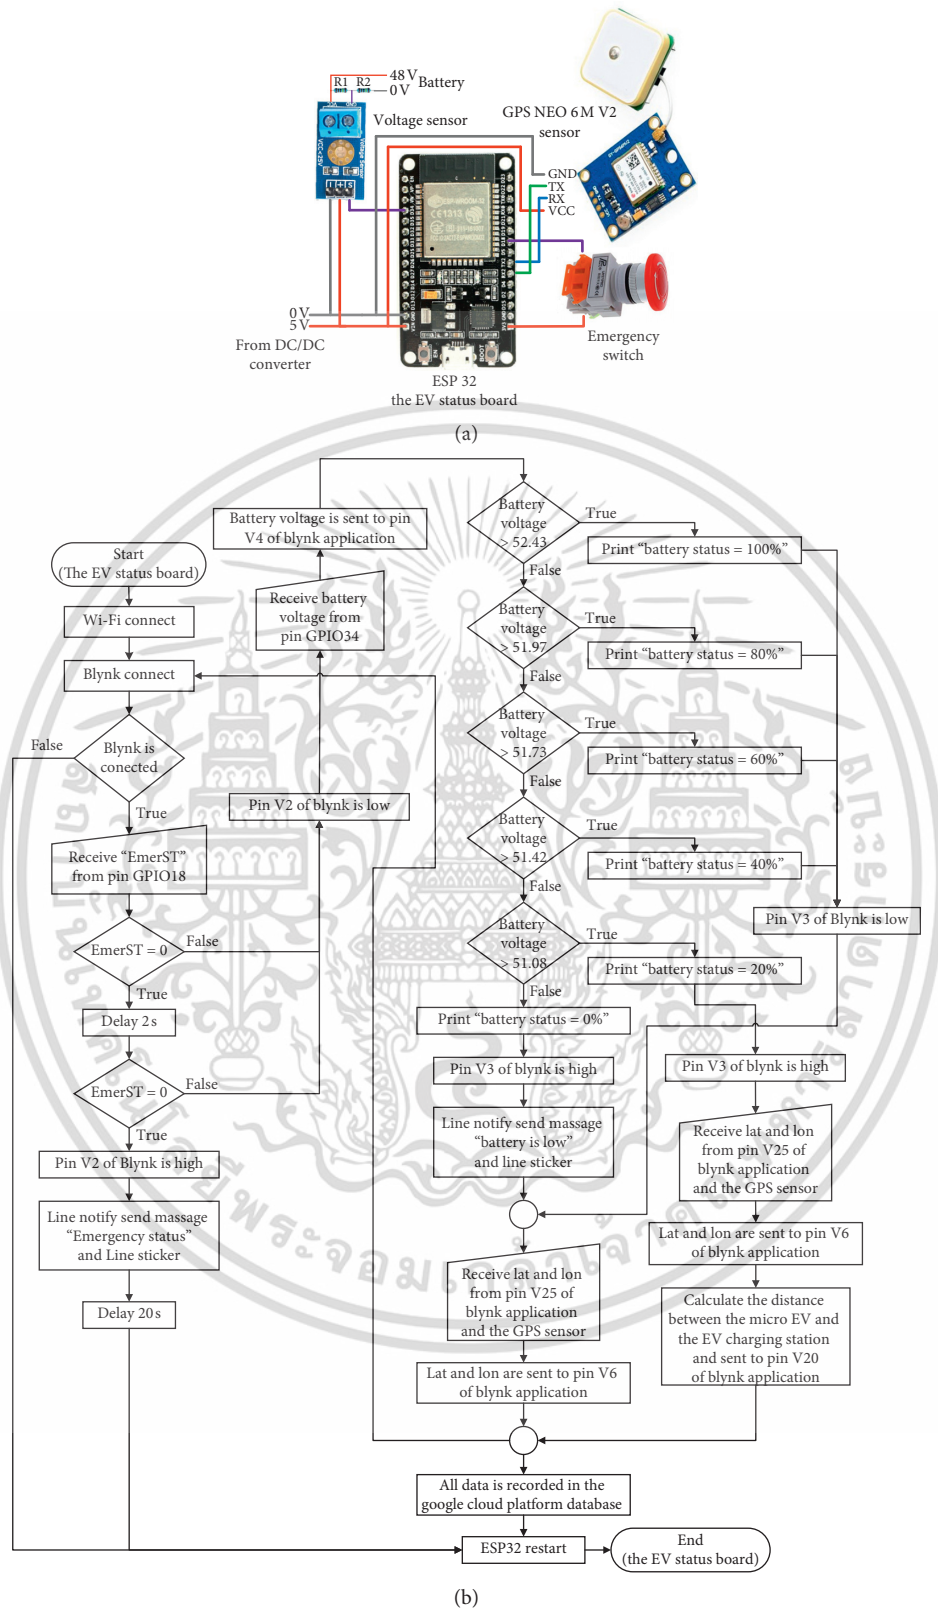 48 V
Battery
0 V
R1 R2
Voltage sensor
VCC<25V
Voltage Sensor
- + S
GPS NEO 6M V2
sensor
GND
TX
RX
VCC
0 V
5 V
From DC/DC
converter
EN
BOOT
Emergency
switch
ESP 32
the EV status board
(a)
Start
(The EV status board)
Wi-Fi connect
Blynk connect
Blynk is
conected
False
True
Receive “EmerST”
from pin GPIO18
EmerST = 0
False
True
Delay 2 s
EmerST = 0
False
True
Pin V2 of Blynk is high
Line notify send massage
“Emergency status”
and Line sticker
Delay 20 s
Pin V2 of blynk is low
Receive battery
voltage from
pin GPIO34
Battery voltage is sent to pin
V4 of blynk application
Battery
voltage
> 52.43
True
Print “battery status = 100%”
False
Battery
voltage
> 51.97
True
Print “battery status = 80%”
False
Battery
voltage
> 51.73
True
Print “battery status = 60%”
False
Battery
voltage
> 51.42
True
Print “battery status = 40%”
False
Pin V3 of Blynk is low
Battery
voltage
> 51.08
True
Print “battery status = 20%”
False
Print “battery status = 0%”
Pin V3 of blynk is high
Line notify send massage
“battery is low”
and line sticker
Receive lat and lon
from pin V25 of
blynk application
and the GPS sensor
Lat and lon are sent to pin V6
of blynk application
Pin V3 of blynk is high
Receive lat and lon
from pin V25 of
blynk application
and the GPS sensor
Lat and lon are sent to pin V6
of blynk application
Calculate the distance
between the micro EV and
the EV charging station
and sent to pin V20
of blynk application
All data is recorded in the
google cloud platform database
ESP32 restart
End
(the EV status board)
(b)